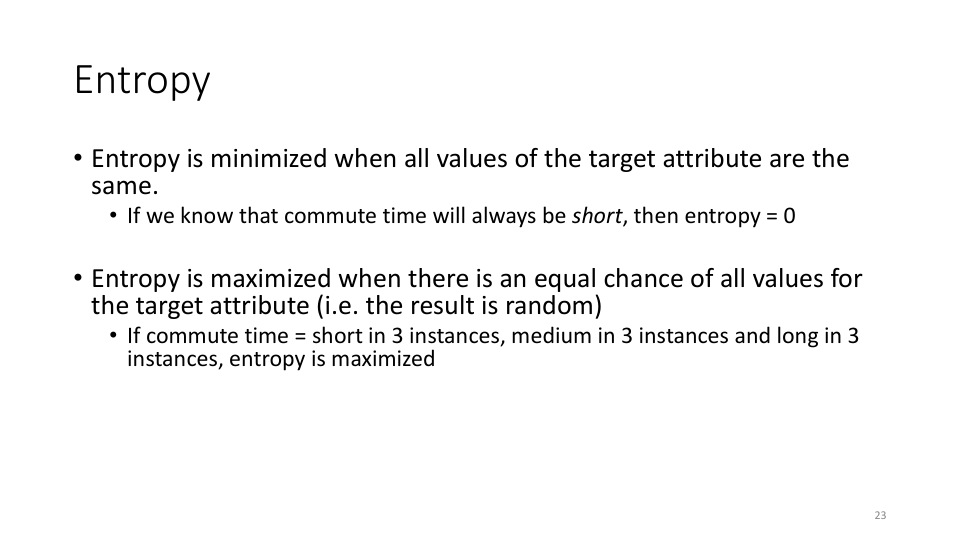 Entropy
• Entropy is minimized when all values of the target attribute are the
same.
• If we know that commute time will always be short, then entropy = 0
• Entropy is maximized when there is an equal chance of all values for
the target attribute (i.e. the result is random)
• If commute time = short in 3 instances, medium in 3 instances and long in 3
instances, entropy is maximized
23